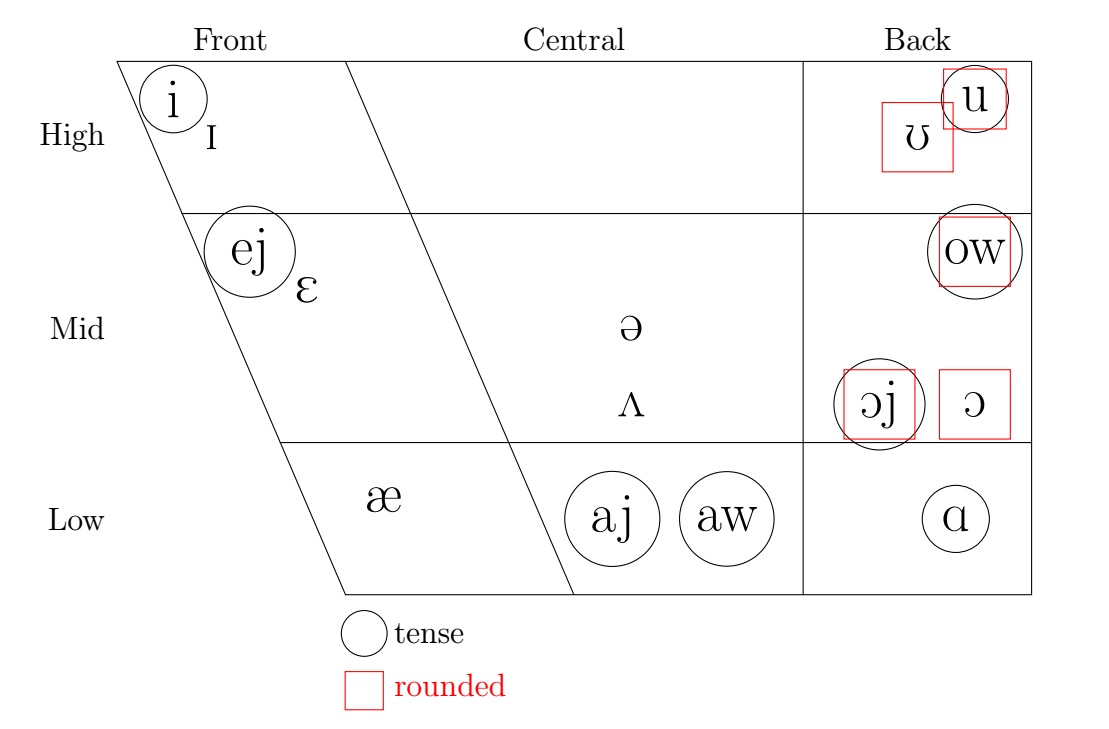 Front Central Back
i u
High ɪ ʊ
ej ow
ɛ
Mid ə
ʌ ɔj ɔ
æ
Low aj aw ɑ
tense
rounded